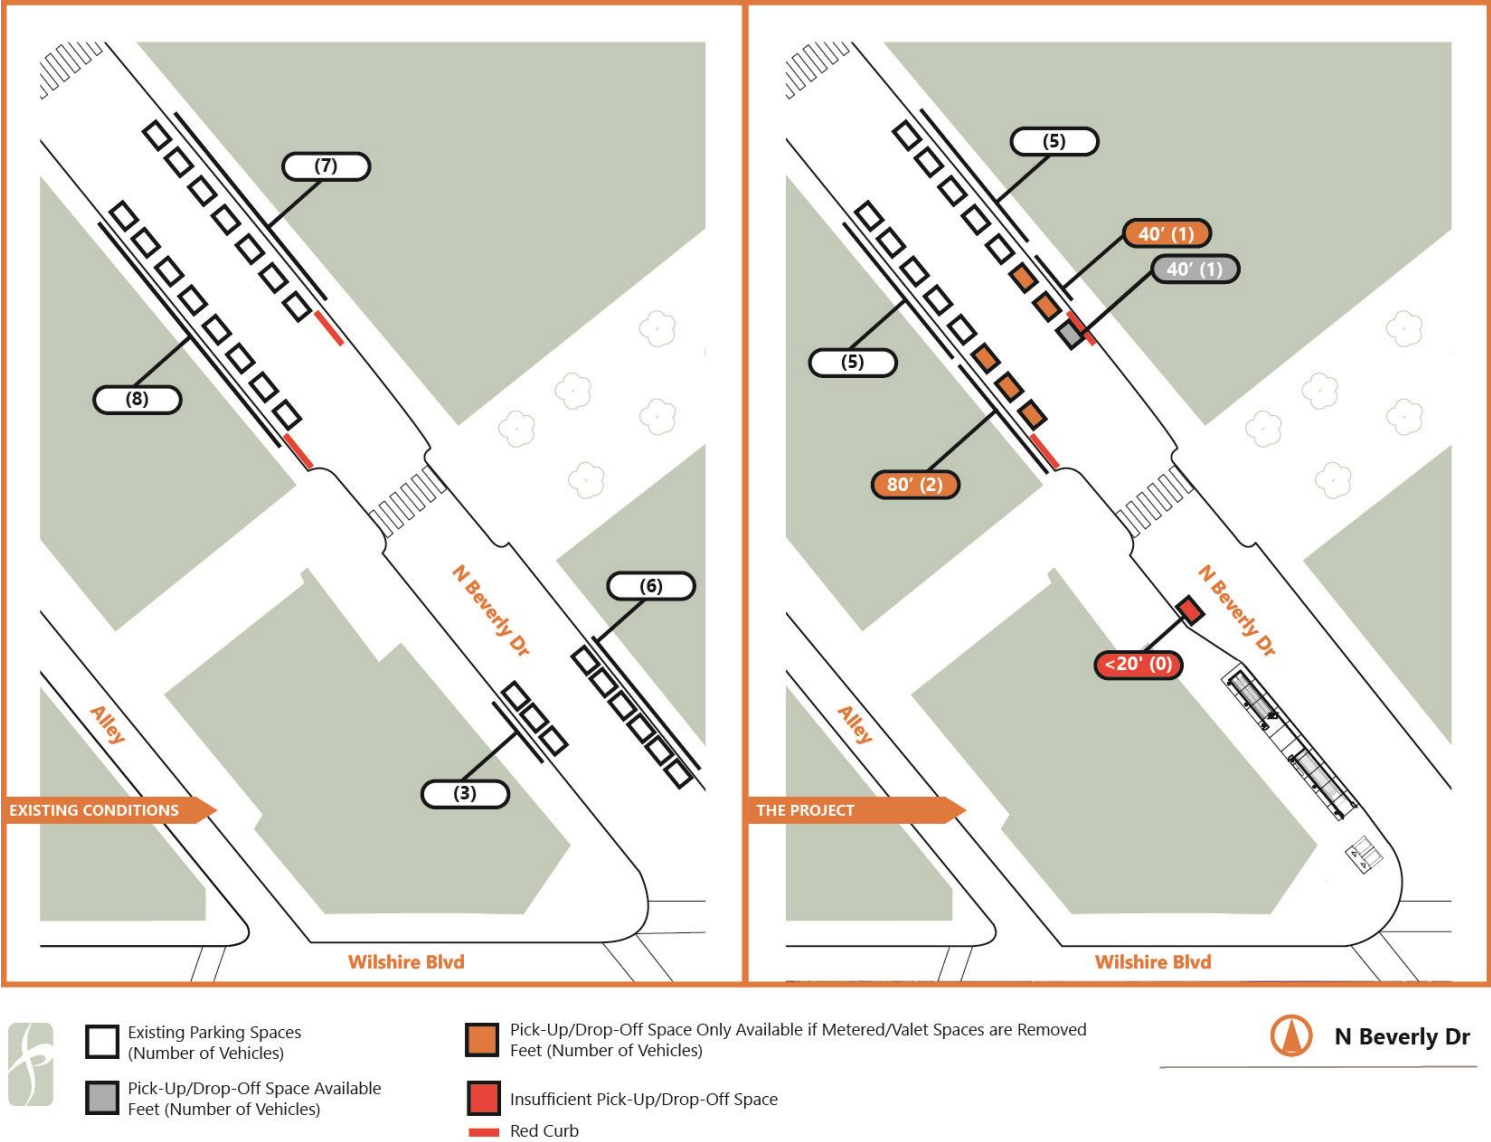 (7)
(8)
(6)
(3)
N Beverly Dr
Alley
EXISTING CONDITIONS
Wilshire Blvd
(5)
40' (1)
40' (1)
(5)
80' (2)
N Beverly Dr
<20' (0)
Alley
THE PROJECT
Wilshire Blvd
Existing Parking Spaces
(Number of Vehicles)
Pick-Up/Drop-Off Space Available
Feet (Number of Vehicles)
Pick-Up/Drop-Off Space Only Available if Metered/Valet Spaces are Removed
Feet (Number of Vehicles)
Insufficient Pick-Up/Drop-Off Space
Red Curb
N Beverly Dr